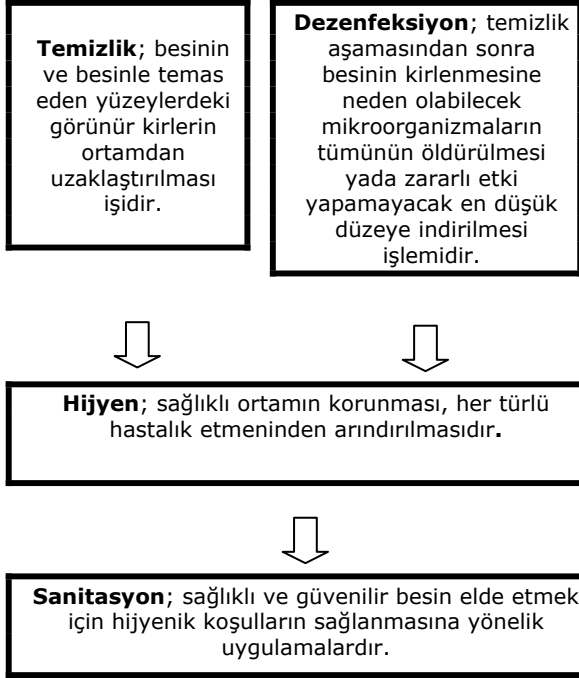 Temizlik; besinin
ve besinle temas
eden yüzeylerdeki
görünür kirlerin
ortamdan
uzaklaştırılması
işidir.
Dezenfeksiyon; temizlik
aşamasından sonra
besinin kirlenmesine
neden olabilecek
mikroorganizmaların
tümünün öldürülmesi
yada zararlı etki
yapamayacak en düşük
düzeye indirilmesi
işlemidir.
Hijyen; sağlıklı ortamın korunması, her türlü
hastalık etmeninden arındırılmasıdır.
Sanitasyon; sağlıklı ve güvenilir besin elde etmek
için hijyenik koşulların sağlanmasına yönelik
uygulamalardır.